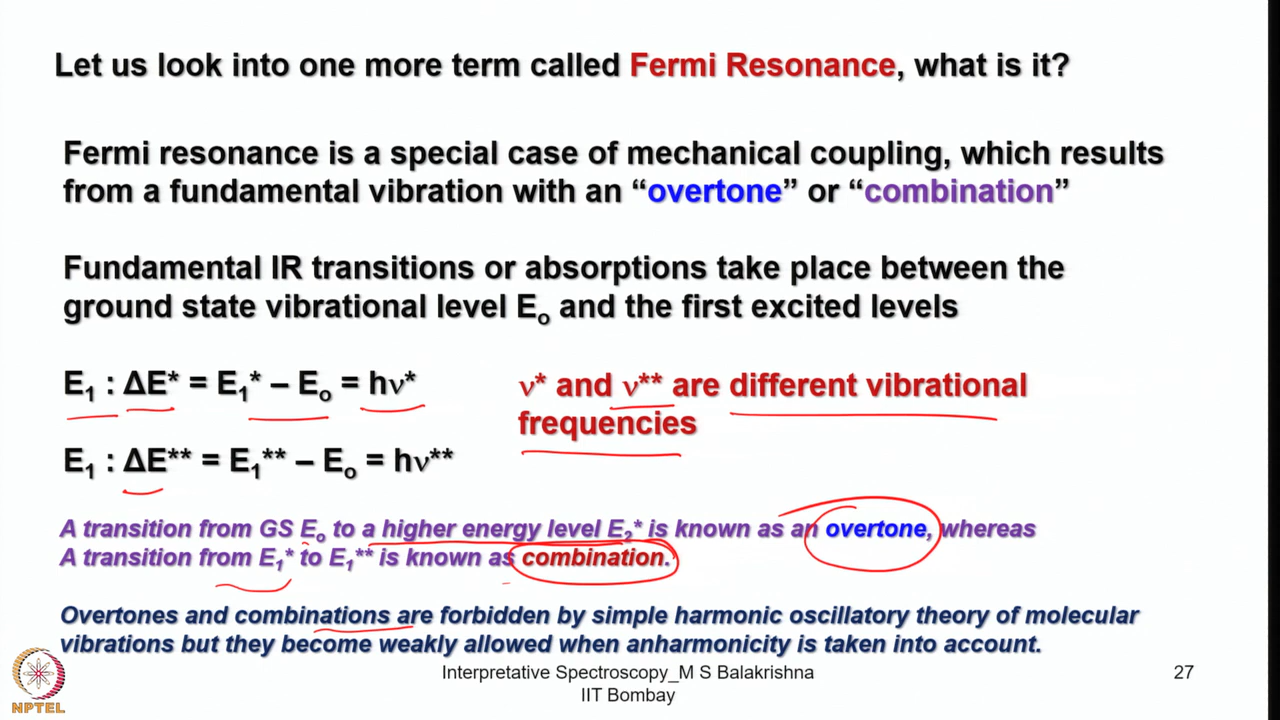 Let us look into one more term called Fermi Resonance, what is it?
Fermi resonance is a special case of mechanical coupling, which results
from a fundamental vibration with an “overtone” or “combination”
Fundamental IR transitions or absorptions take place between the
ground state vibrational level Eₒ and the first excited levels
E₁ : ΔE* = E₁* – Eₒ = hν*
ν* and ν** are different vibrational
frequencies
E₁ : ΔE** = E₁** – Eₒ = hν**
A transition from GS Eₒ to a higher energy level E₂* is known as an overtone, whereas
A transition from E₁* to E₁** is known as combination.
Overtones and combinations are forbidden by simple harmonic oscillatory theory of molecular
vibrations but they become weakly allowed when anharmonicity is taken into account.
Interpretative Spectroscopy_M S Balakrishna
IIT Bombay
27
NPTEL